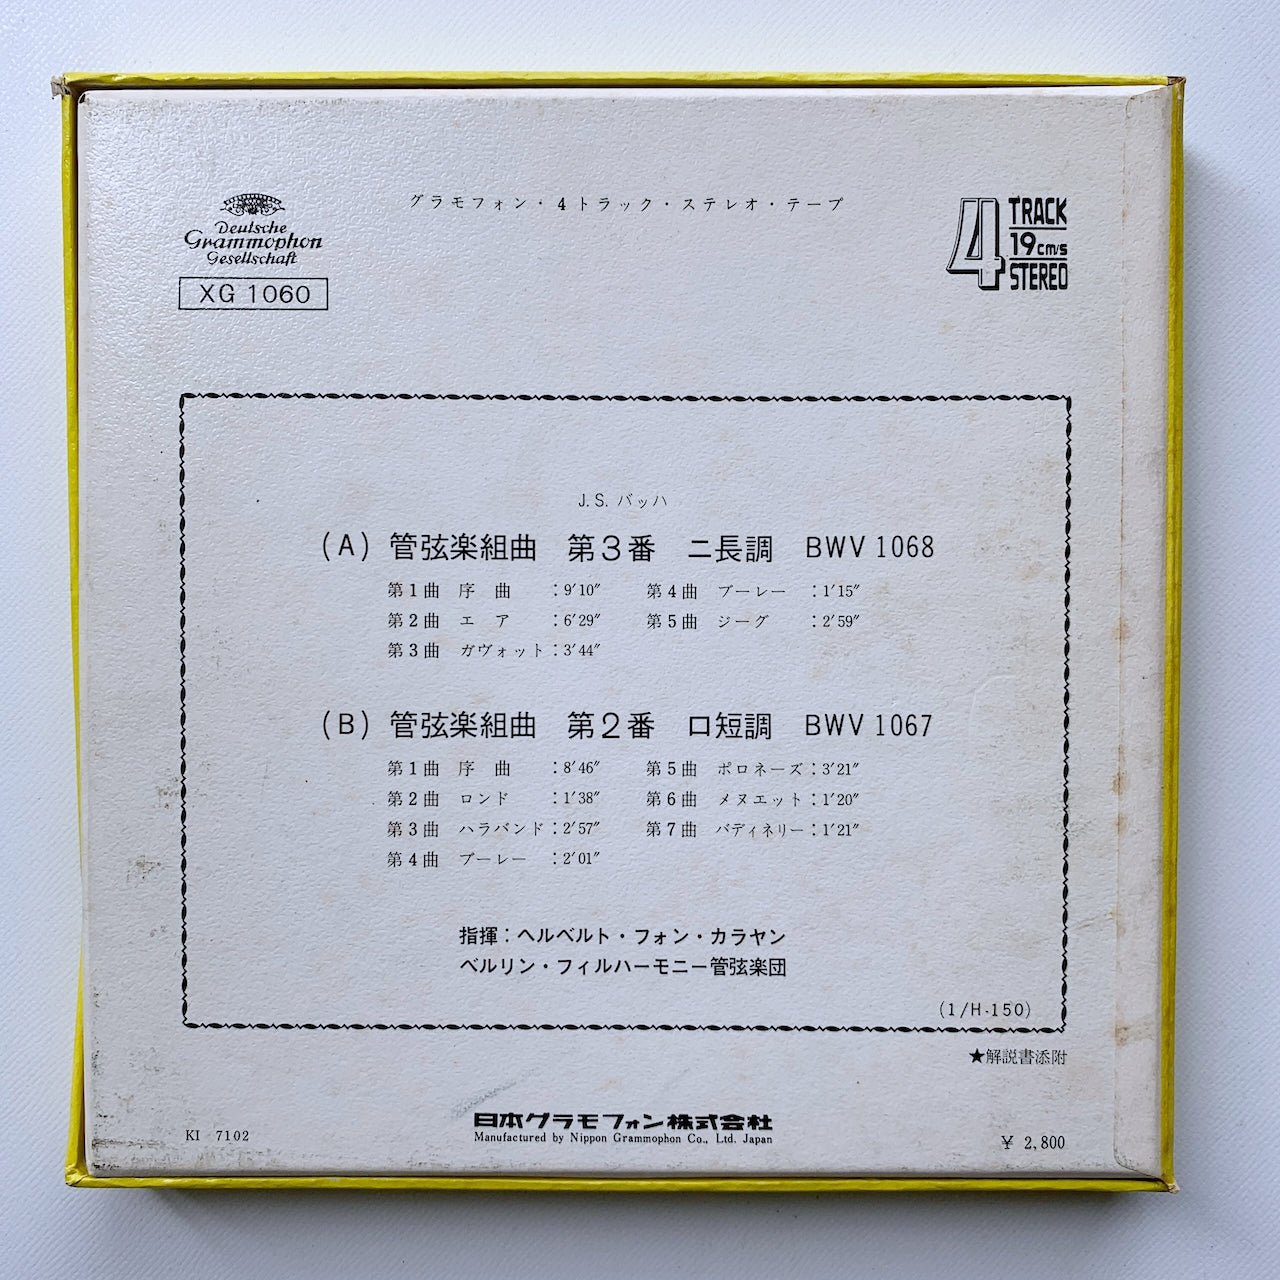 Deutsche
Grammophon
Gesellschaft
XG 1060
グラモフォン・4トラック・ステレオ・テープ
4 TRACK
19 cm/s
STEREO
J.S. バッハ
(A) 管弦楽組曲 第3番 ニ長調 BWV 1068
第1曲 序 曲 :9′10″ 第4曲 ブーレー :1′15″
第2曲 エ ア :6′29″ 第5曲 ジーグ :2′59″
第3曲 ガヴォット:3′44″
(B) 管弦楽組曲 第2番 ロ短調 BWV 1067
第1曲 序 曲 :8′46″ 第5曲 ポロネーズ:3′21″
第2曲 ロンド :1′38″ 第6曲 メヌエット:1′20″
第3曲 ハラバンド:2′57″ 第7曲 バディネリー:1′21″
第4曲 ブーレー :2′01″
指揮:ヘルベルト・フォン・カラヤン
ベルリン・フィルハーモニー管弦楽団
(1/H-150)
★解説書添附
日本グラモフォン株式会社
Manufactured by Nippon Grammophon Co., Ltd. Japan
KI 7102
¥ 2,800